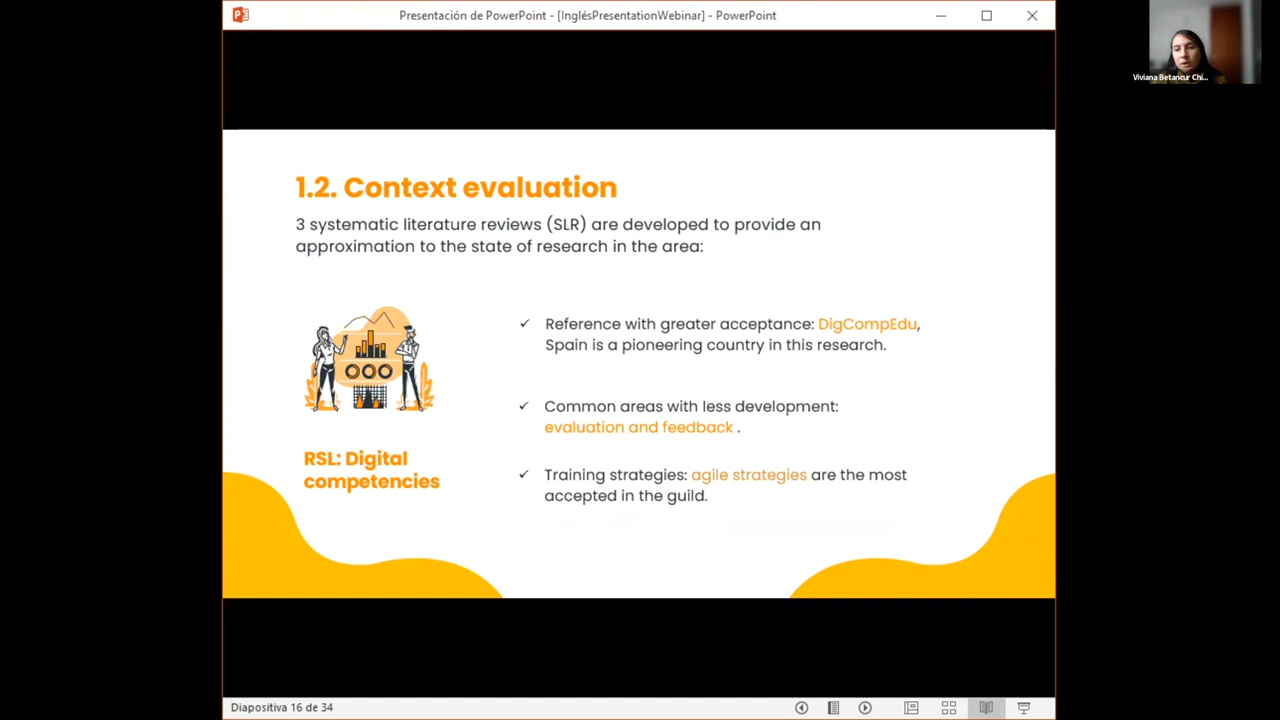 Presentación de PowerPoint - [InglésPresentationWebinar] - PowerPoint
Viviana Betancur Chi...
1.2. Context evaluation
3 systematic literature reviews (SLR) are developed to provide an
approximation to the state of research in the area:
✓ Reference with greater acceptance: DigCompEdu,
Spain is a pioneering country in this research.
✓ Common areas with less development:
evaluation and feedback .
✓ Training strategies: agile strategies are the most
accepted in the guild.
RSL: Digital
competencies
Diapositiva 16 de 34